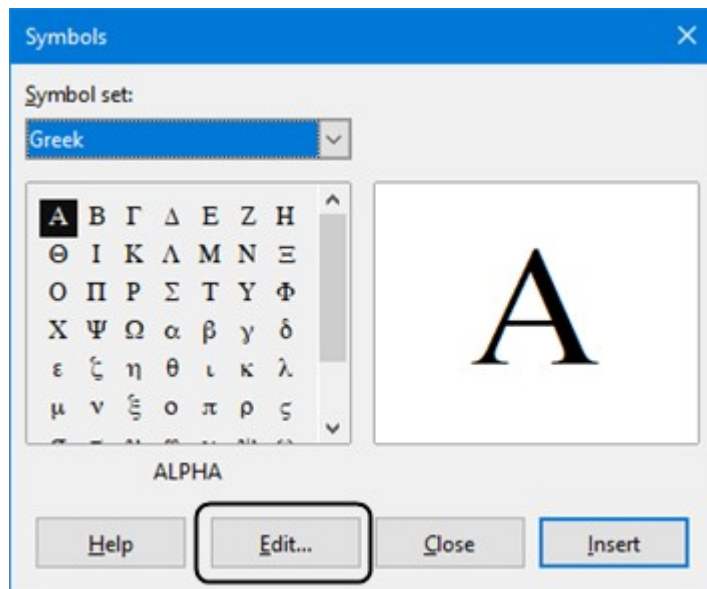 Symbols
Symbol set:
Greek
Α Β Γ Δ Ε Ζ Η
Θ Ι Κ Λ Μ Ν Ξ
Ο Π Ρ Σ Τ Υ Φ
Χ Ψ Ω α β γ δ
ε ζ η θ ι κ λ
μ ν ξ ο π ρ ς
A
ALPHA
Help Edit... Close Insert